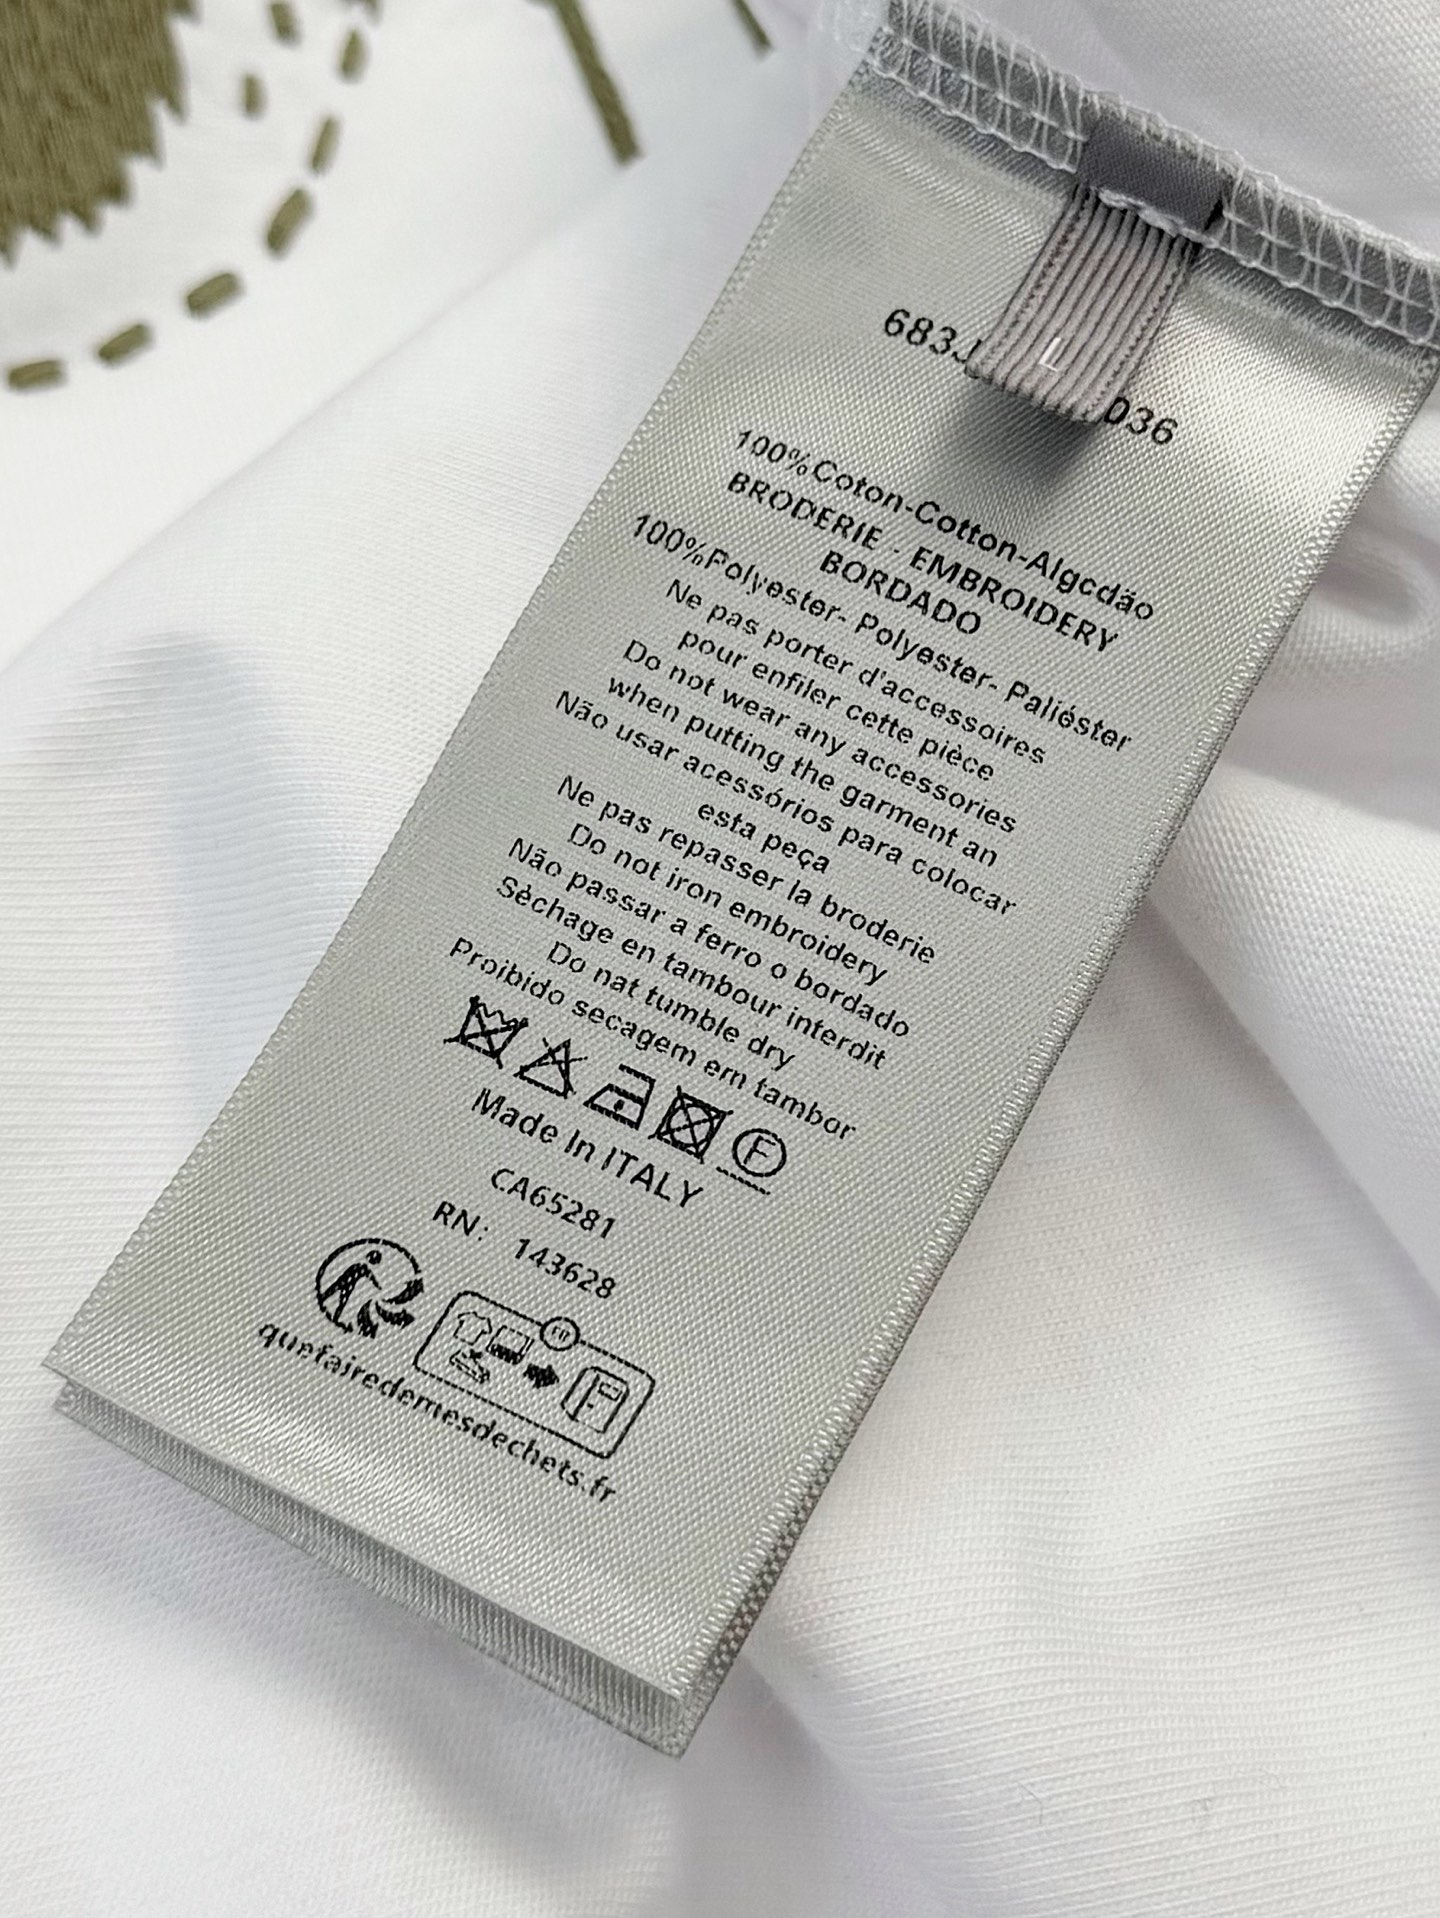 683J
L
036
100%Coton-Cotton-Algcdão
BRODERIE - EMBROIDERY
BORDADO
100%Polyester- Polyester- Paliéster
Ne pas porter d'accessoires
pour enfiler cette pièce
Do not wear any accessories
when putting the garment an
Não usar acessórios para colocar
esta peça
Ne pas repasser la broderie
Do not iron embroidery
Não passar a ferro o bordado
Sèchage en tambour interdit
Do nat tumble dry
Proibido secagem em tambor
F
Made In ITALY
CA65281
RN: 143628
FR
quefairedemesdechets.fr